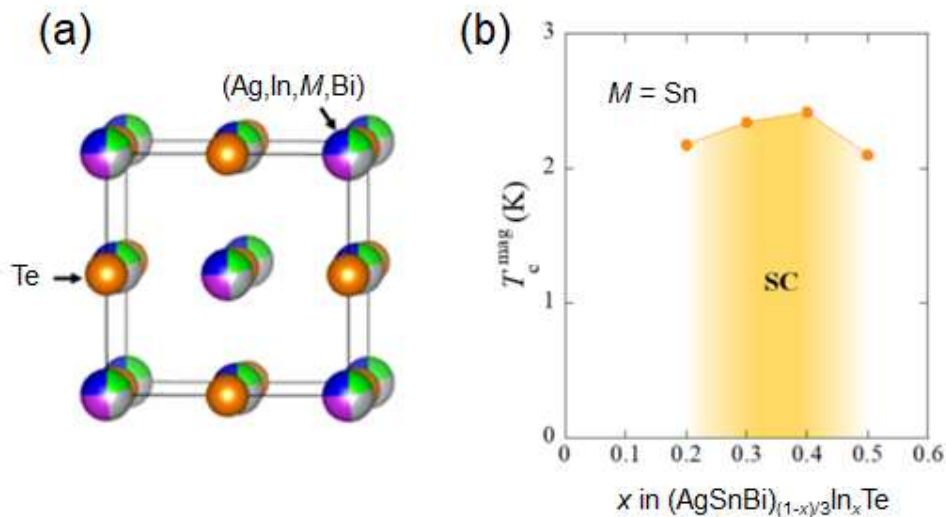 (a)
(Ag,In,M,Bi)
Te
(b)
3
2
1
0
T_c^mag (K)
M = Sn
SC
0 0.1 0.2 0.3 0.4 0.5 0.6
x in (AgSnBi)(1-x)/3InxTe